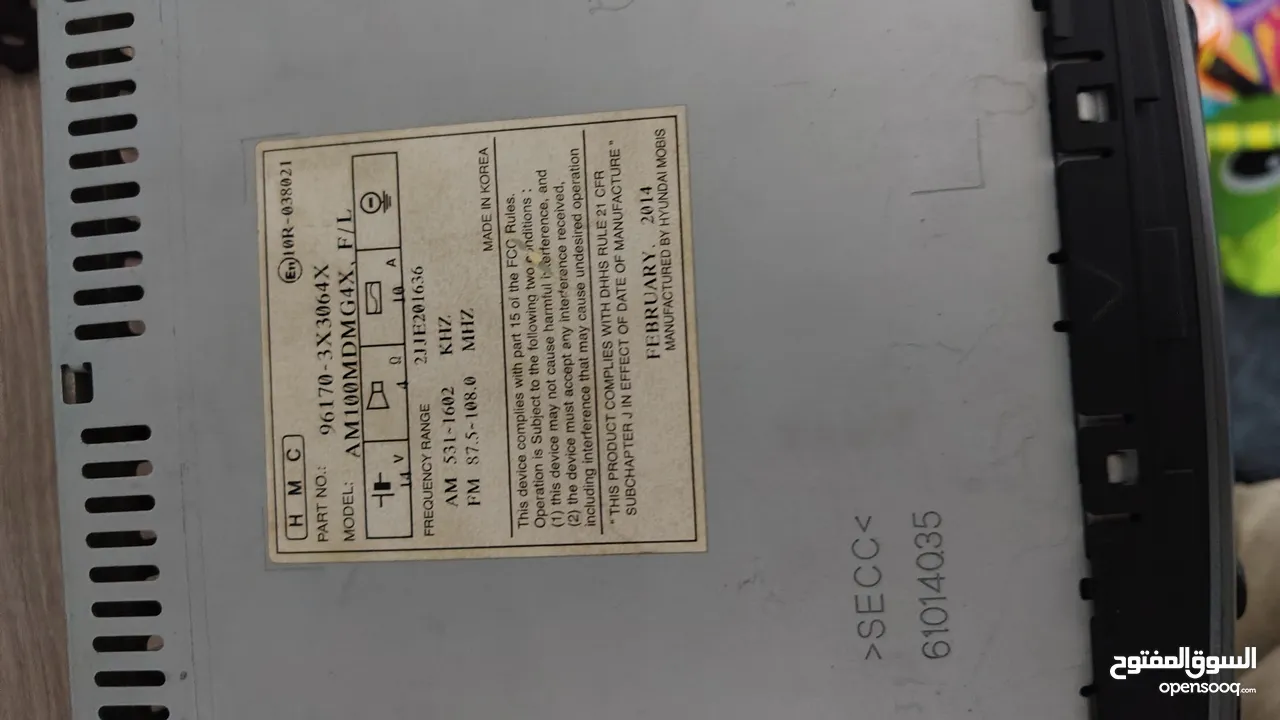 H M C
E11 10R-038021
PART NO.: 96170-3X3064X
MODEL: AM100MDMG4X, F/L
14 V 4 Ω 10 A
FREQUENCY RANGE 2JJE201636
AM 531~1602 KHZ
FM 87.5~108.0 MHZ
MADE IN KOREA
This device complies with part 15 of the FCC Rules.
Operation is Subject to the following two conditions :
(1) this device may not cause harmful interference, and
(2) the device must accept any interference received,
including interference that may cause undesired operation
"THIS PRODUCT COMPLIES WITH DHHS RULE 21 CFR
SUBCHAPTER J IN EFFECT OF DATE OF MANUFACTURE"
FEBRUARY. 2014
MANUFACTURED BY HYUNDAI MOBIS
>SECC<
61014035
السوق المفتوح
opensooq.com